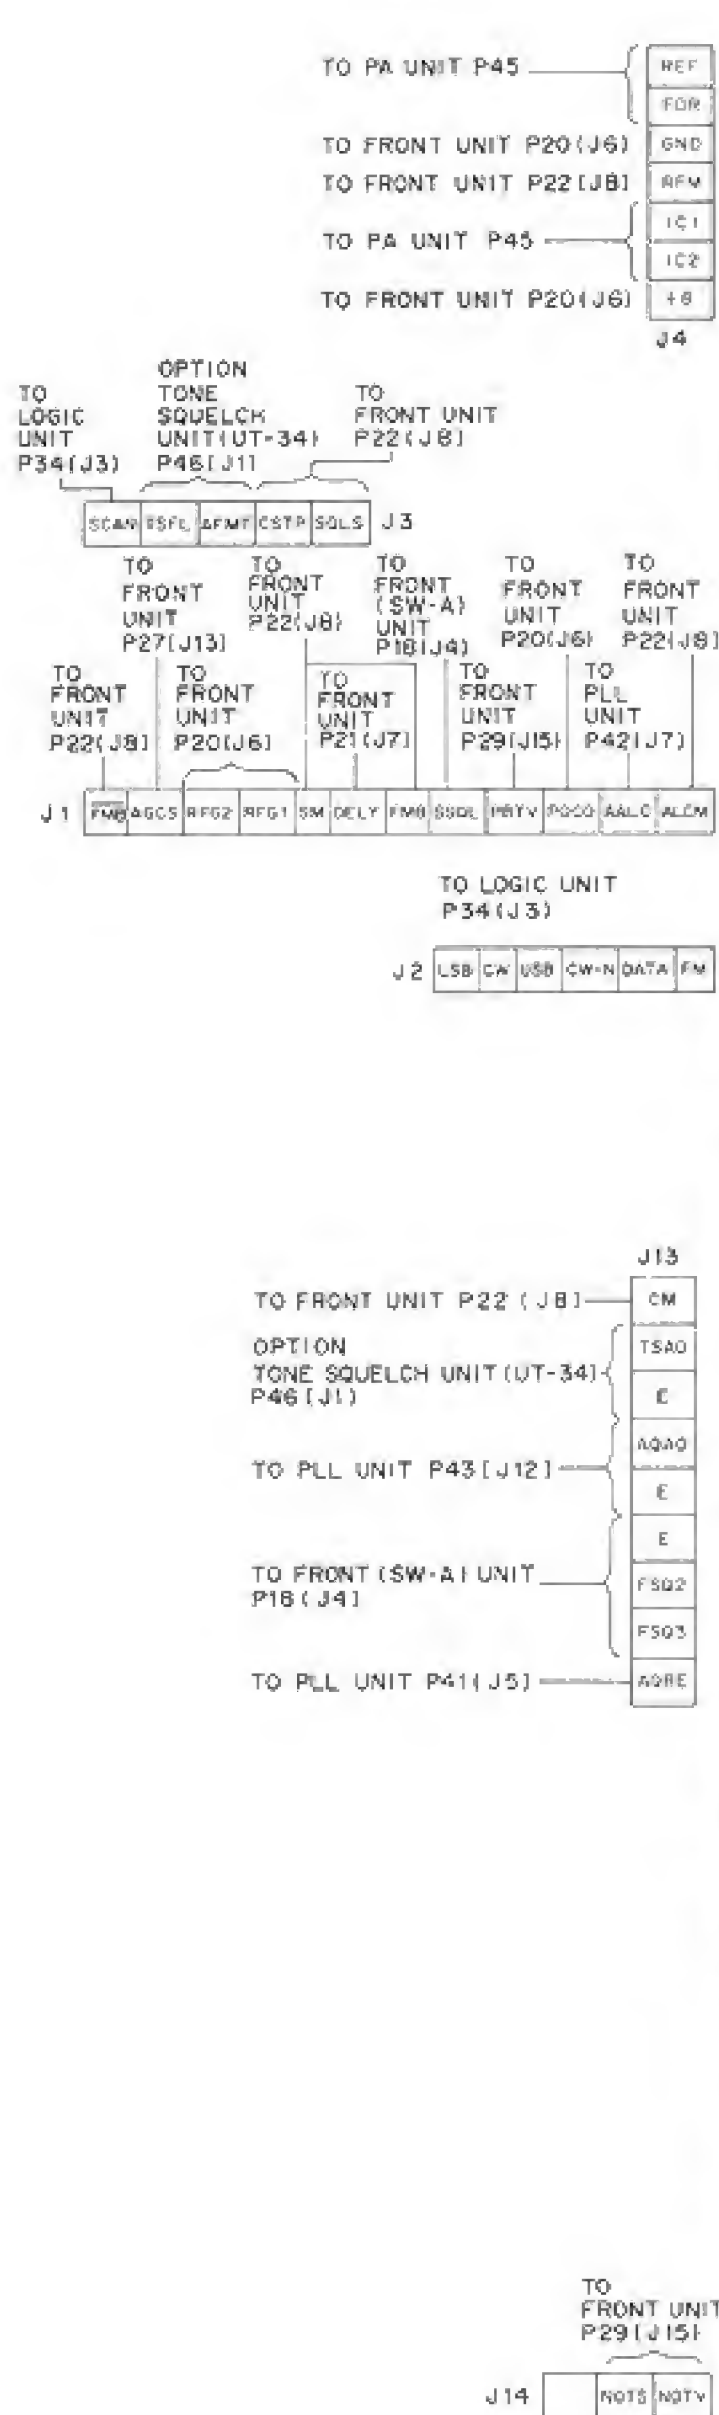 TO PA UNIT P45
REF
FOR
TO FRONT UNIT P20(J6)
GND
TO FRONT UNIT P22(J8)
RFM
TO PA UNIT P45
IC1
IC2
TO FRONT UNIT P20(J6)
+8
J4
TO
LOGIC
UNIT
P34(J3)
OPTION
TONE
SQUELCH
UNIT(UT-34)
P46(J1)
TO
FRONT UNIT
P22(J8)
SCAN TSFL AFMT CSTP SQLS J3
TO
FRONT
UNIT
P27(J13)
TO
FRONT
UNIT
P22(J8)
TO
FRONT
(SW-A)
UNIT
P18(J4)
TO
FRONT
UNIT
P20(J6)
TO
FRONT
UNIT
P22(J8)
TO
FRONT
UNIT
P22(J8)
TO
FRONT
UNIT
P20(J6)
TO
FRONT
UNIT
P21(J7)
TO
FRONT
UNIT
P29(J15)
TO
PLL
UNIT
P42(J7)
J1 FM8 AGCS RFG2 RFG1 SM DELY FM8 SSQL POCO AALC ALCM
TO LOGIC UNIT
P34(J3)
J2 LSB CW USB CW-N DATA FM
J13
TO FRONT UNIT P22 (J8)
CM
OPTION
TONE SQUELCH UNIT(UT-34)
P46(J1)
TSAO
E
TO PLL UNIT P43(J12)
AQAO
E
E
TO FRONT (SW-A) UNIT
P18(J4)
FSQ2
FSQ3
TO PLL UNIT P41(J5)
AQRE
TO
FRONT UNIT
P29(J15)
J14 NOTS NOTV